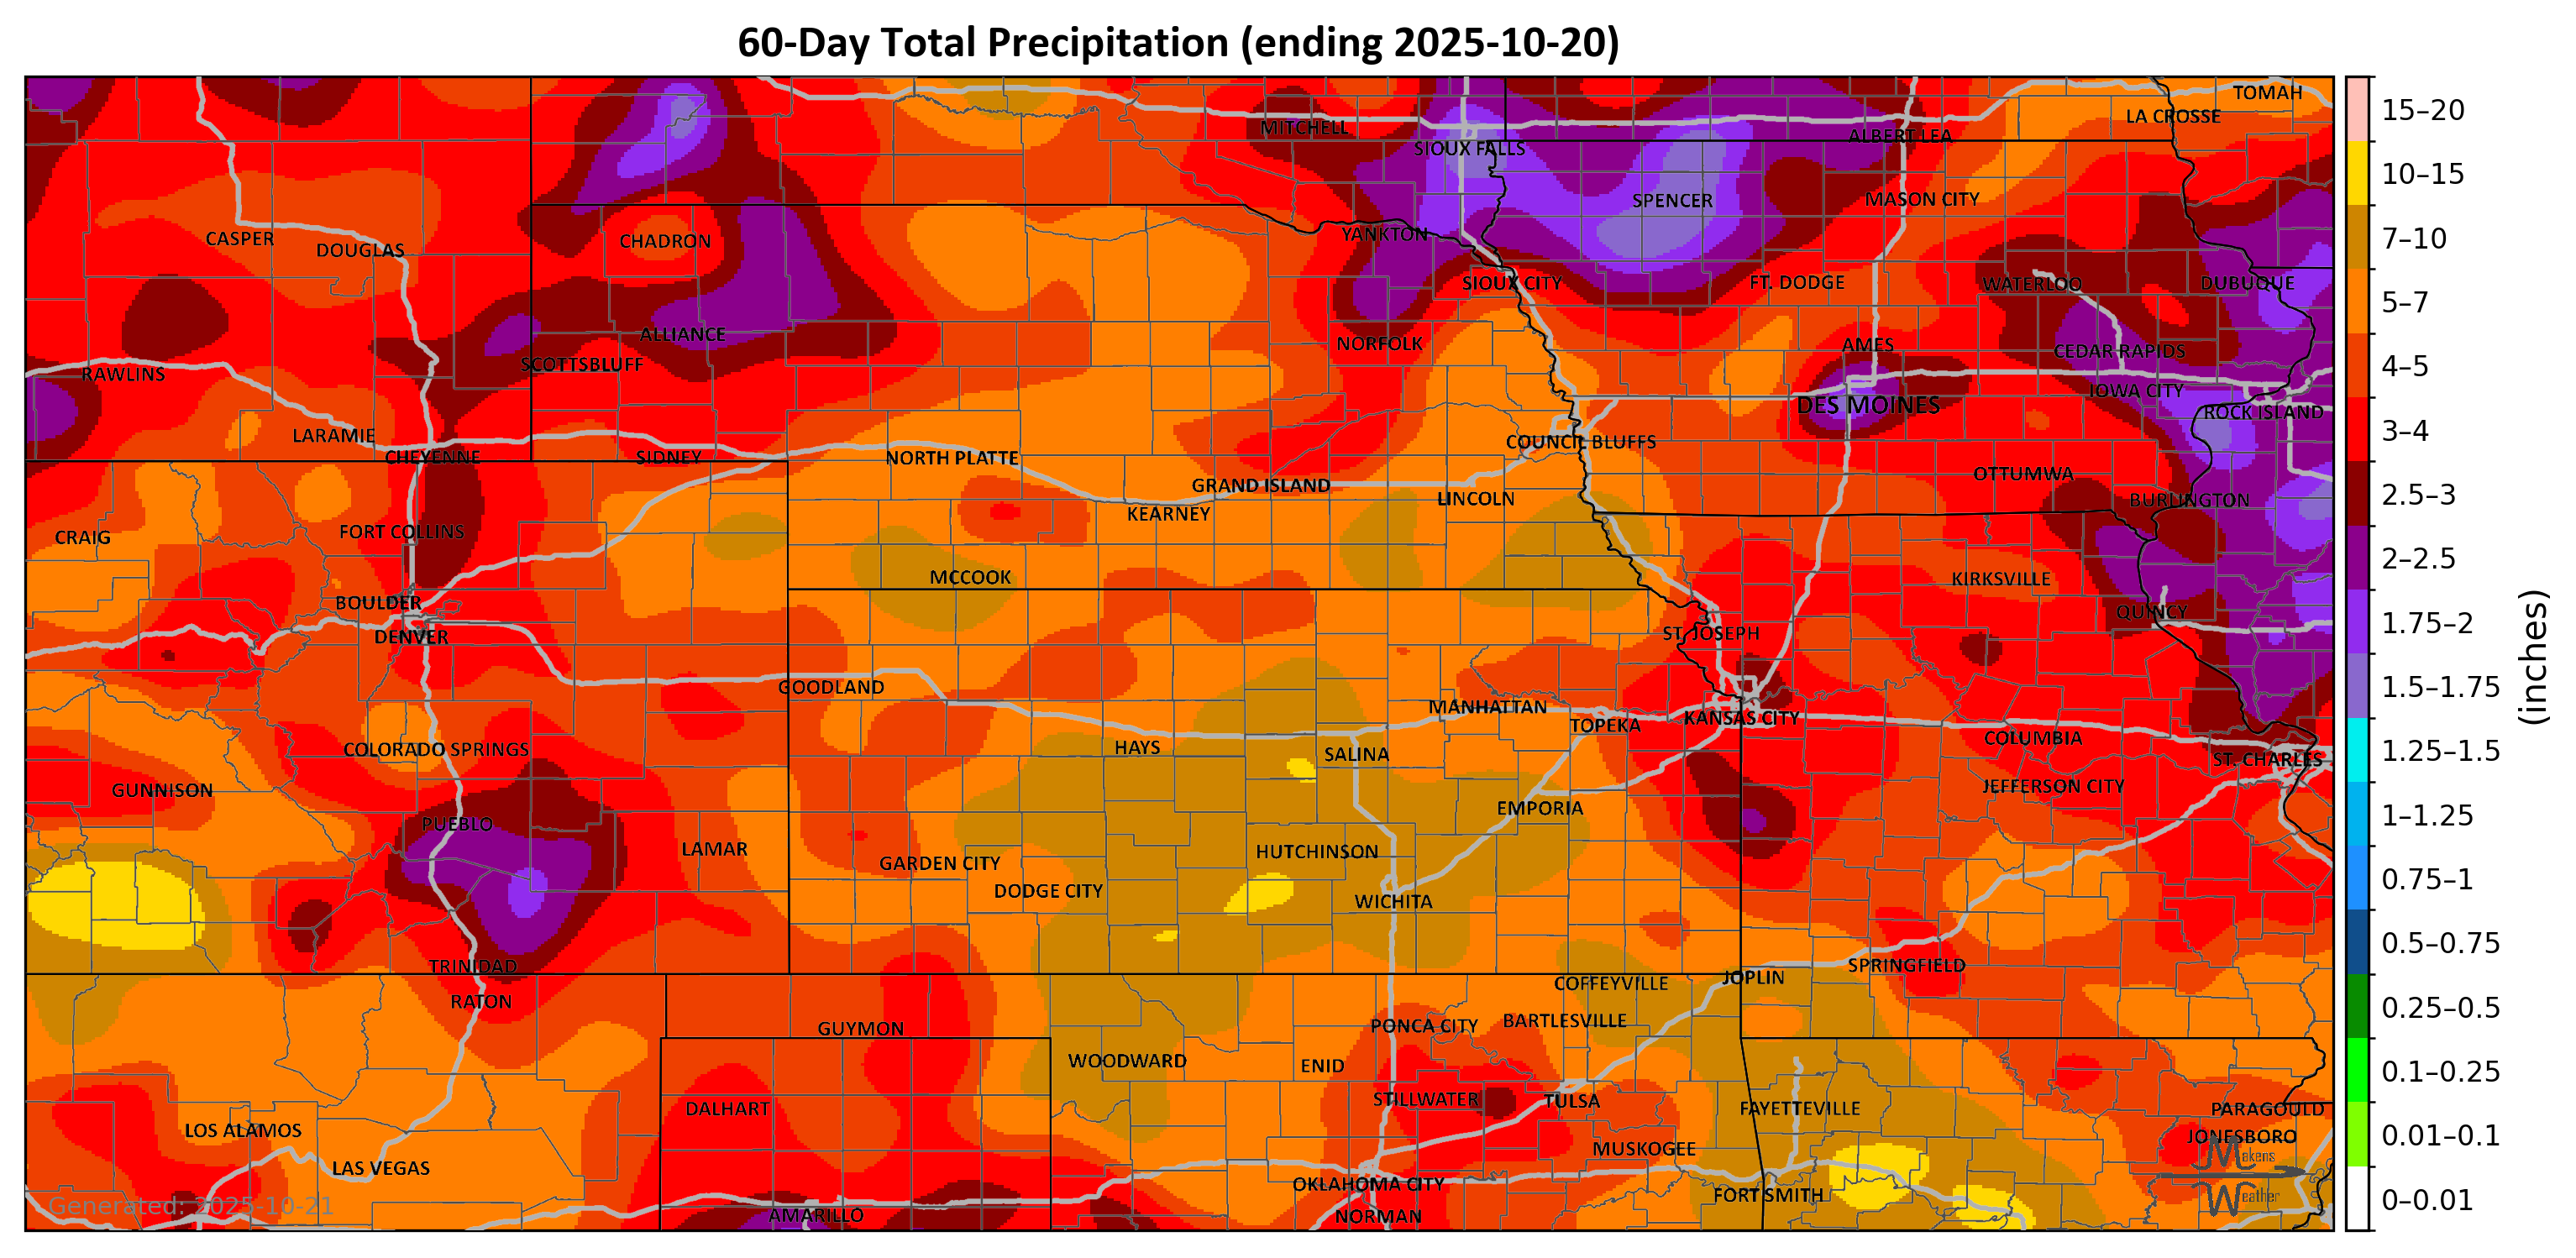 60-Day Total Precipitation (ending 2025-10-20)
TOMAH
LA CROSSE
MITCHELL
ALBERT LEA
SIOUX FALLS
SPENCER
MASON CITY
YANKTON
CASPER
CHADRON
DOUGLAS
SIOUX CITY
FT. DODGE
WATERLOO
DUBUQUE
ALLIANCE
NORFOLK
AMES
CEDAR RAPIDS
SCOTTSBLUFF
RAWLINS
IOWA CITY
DES MOINES
ROCK ISLAND
LARAMIE
COUNCIL BLUFFS
CHEYENNE
SIDNEY
NORTH PLATTE
OTTUMWA
GRAND ISLAND
LINCOLN
BURLINGTON
KEARNEY
FORT COLLINS
CRAIG
MCCOOK
KIRKSVILLE
BOULDER
QUINCY
DENVER
ST. JOSEPH
GOODLAND
MANHATTAN
KANSAS CITY
TOPEKA
COLUMBIA
COLORADO SPRINGS
HAYS
SALINA
ST. CHARLES
GUNNISON
JEFFERSON CITY
EMPORIA
PUEBLO
LAMAR
HUTCHINSON
GARDEN CITY
DODGE CITY
WICHITA
TRINIDAD
SPRINGFIELD
JOPLIN
COFFEYVILLE
RATON
GUYMON
PONCA CITY
BARTLESVILLE
WOODWARD
ENID
STILLWATER
TULSA
DALHART
FAYETTEVILLE
PARAGOULD
LOS ALAMOS
JONESBORO
MUSKOGEE
LAS VEGAS
OKLAHOMA CITY
FORT SMITH
AMARILLO
NORMAN
Generated: 2025-10-21
Makens
Weather
15–20
10–15
7–10
5–7
4–5
3–4
2.5–3
2–2.5
1.75–2
1.5–1.75
1.25–1.5
1–1.25
0.75–1
0.5–0.75
0.25–0.5
0.1–0.25
0.01–0.1
0–0.01
(inches)